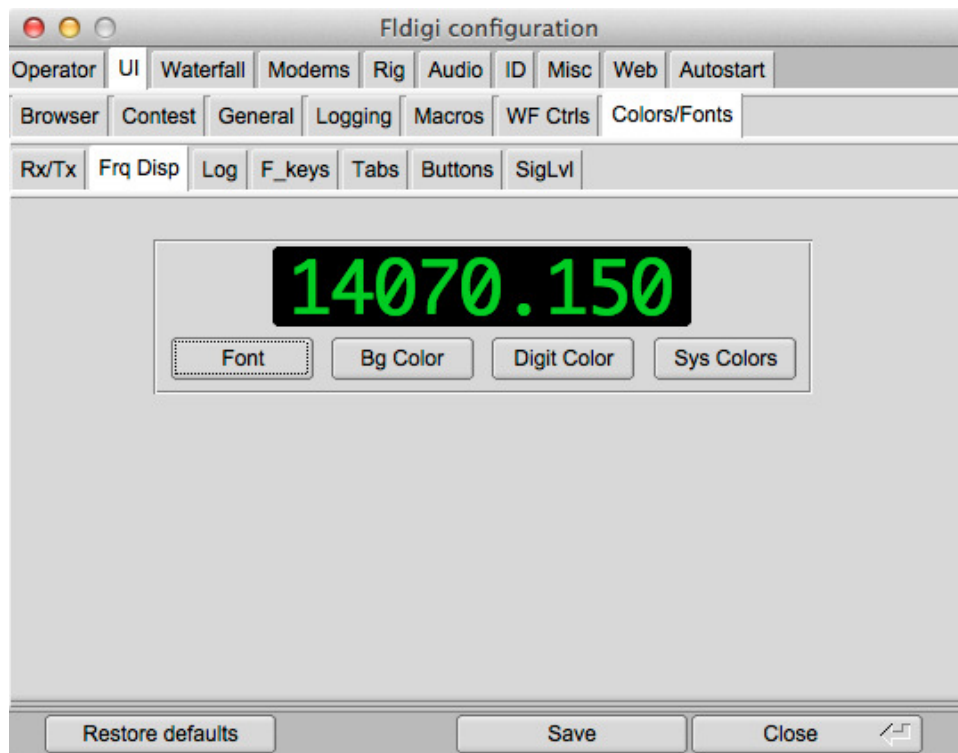 Fldigi configuration
Operator UI Waterfall Modems Rig Audio ID Misc Web Autostart
Browser Contest General Logging Macros WF Ctrls Colors/Fonts
Rx/Tx Frq Disp Log F_keys Tabs Buttons SigLvl
14070.150
Font Bg Color Digit Color Sys Colors
Restore defaults Save Close